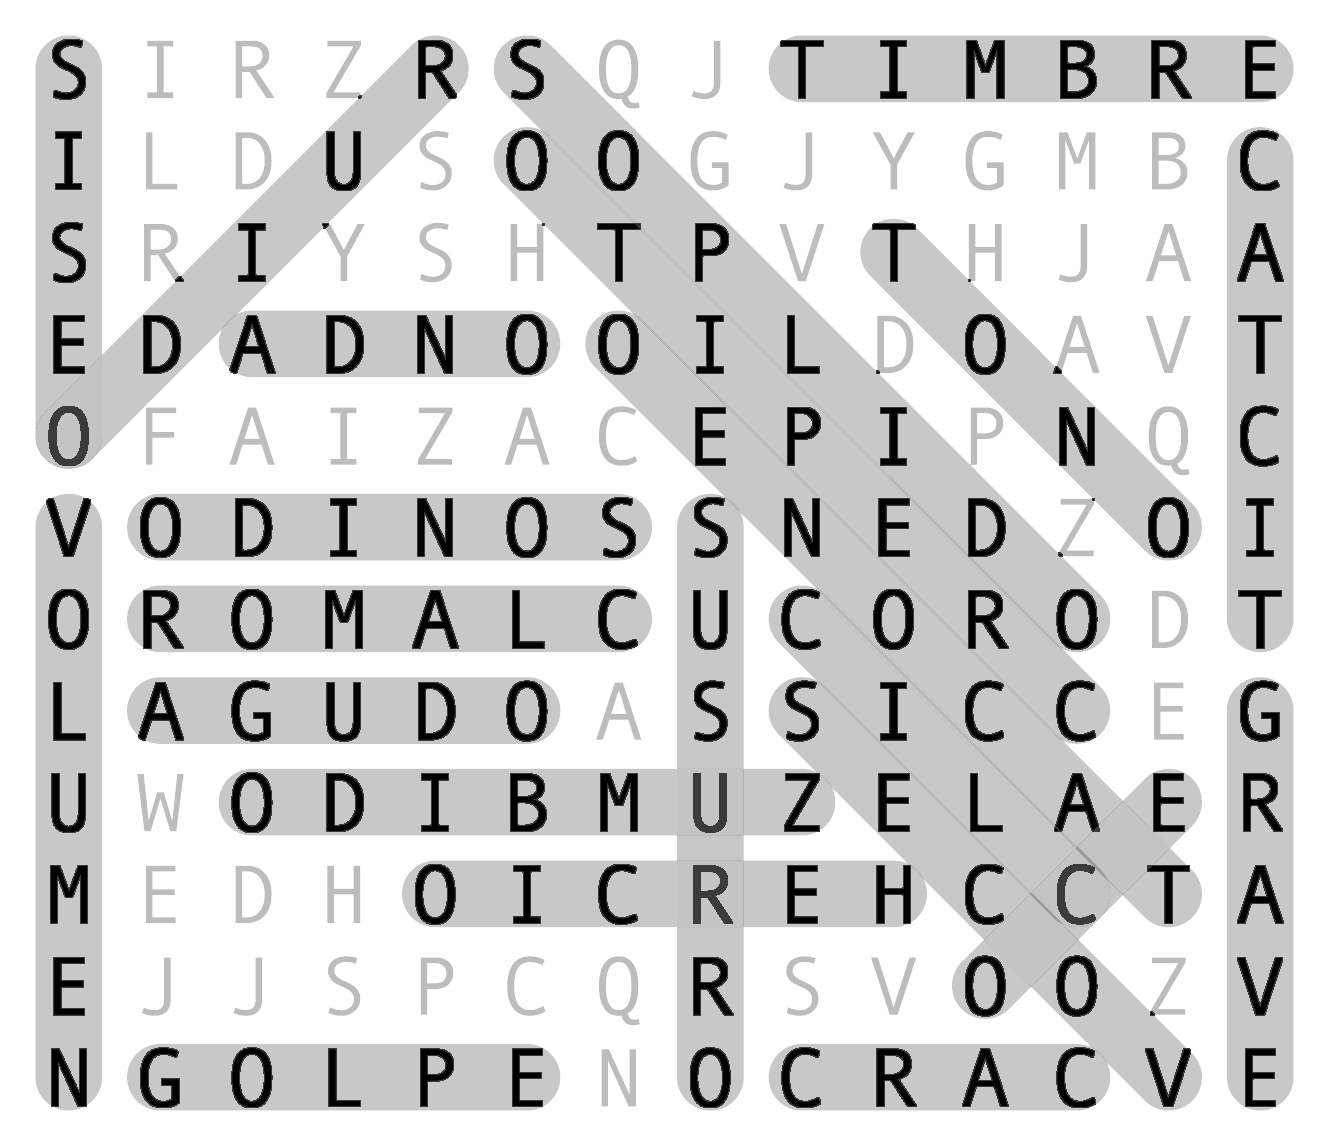 S I R Z R S Q J T I M B R E
I L D U S O O G J Y G M B C
S R I Y S H T P V T H J A A
E D A D N O O I L D O A V T
O F A I Z A C E P I P N Q C
V O D I N O S S N E D Z O I
O R O M A L C U C O R O D T
L A G U D O A S S I C C E G
U W O D I B M U Z E L A E R
M E D H O I C R E H C C T A
E J J S P C Q R S V O O Z V
N G O L P E N O C R A C V E